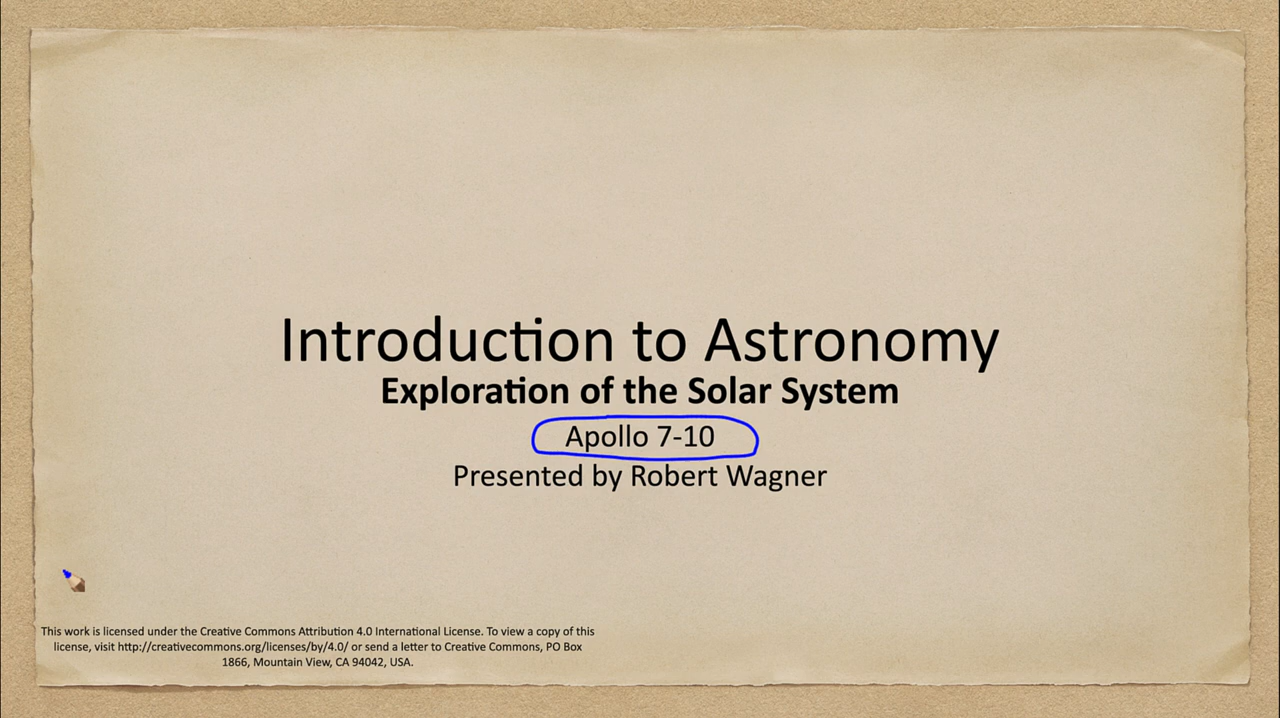 Introduction to Astronomy
Exploration of the Solar System
Apollo 7-10
Presented by Robert Wagner
This work is licensed under the Creative Commons Attribution 4.0 International License. To view a copy of this
license, visit http://creativecommons.org/licenses/by/4.0/ or send a letter to Creative Commons, PO Box
1866, Mountain View, CA 94042, USA.